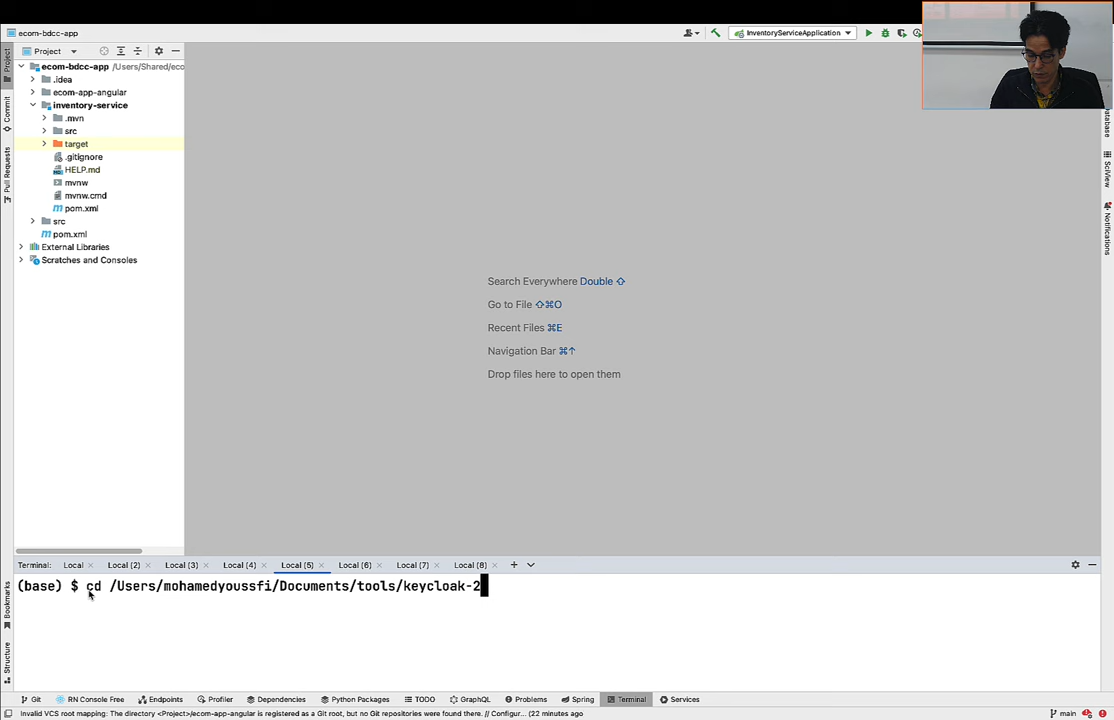 ecom-bdcc-app
InventoryServiceApplication
Project
ecom-bdcc-app /Users/Shared/eco
.idea
ecom-app-angular
inventory-service
.mvn
src
target
.gitignore
HELP.md
mvnw
mvnw.cmd
pom.xml
src
pom.xml
External Libraries
Scratches and Consoles
Project
Commit
Pull Requests
Bookmarks
Structure
Database
SciView
Notifications
Search Everywhere Double ⇧
Go to File ⇧⌘O
Recent Files ⌘E
Navigation Bar ⌘↑
Drop files here to open them
Terminal: Local Local (2) Local (3) Local (4) Local (5) Local (6) Local (7) Local (8)
(base) $ cd /Users/mohamedyoussfi/Documents/tools/keycloak-2
Git RN Console Free Endpoints Profiler Dependencies Python Packages TODO GraphQL Problems Spring Terminal Services
Invalid VCS root mapping: The directory <Project>/ecom-app-angular is registered as a Git root, but no Git repositories were found there. // Configur... (22 minutes ago main